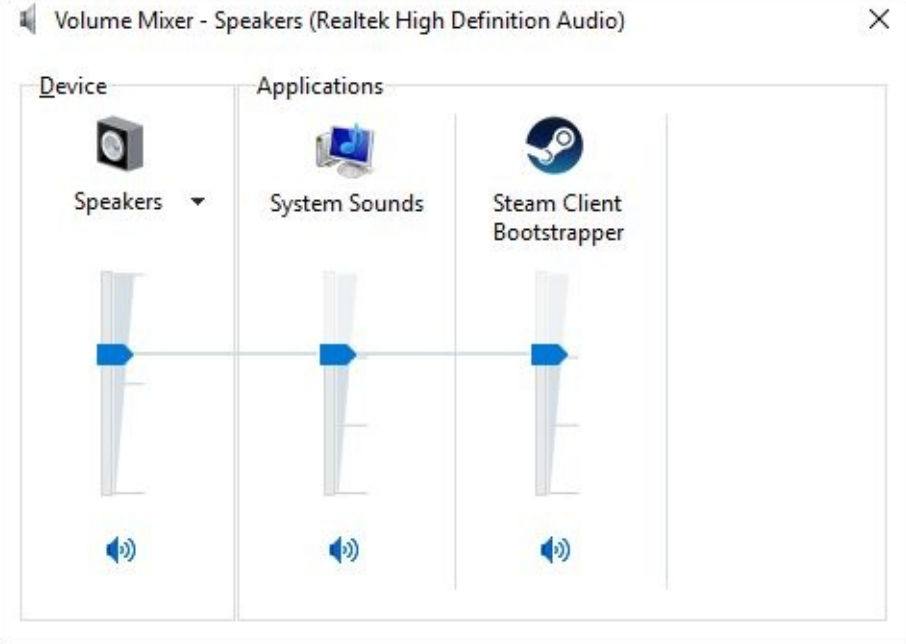 Volume Mixer - Speakers (Realtek High Definition Audio)
Device
Applications
Speakers
System Sounds
Steam Client
Bootstrapper